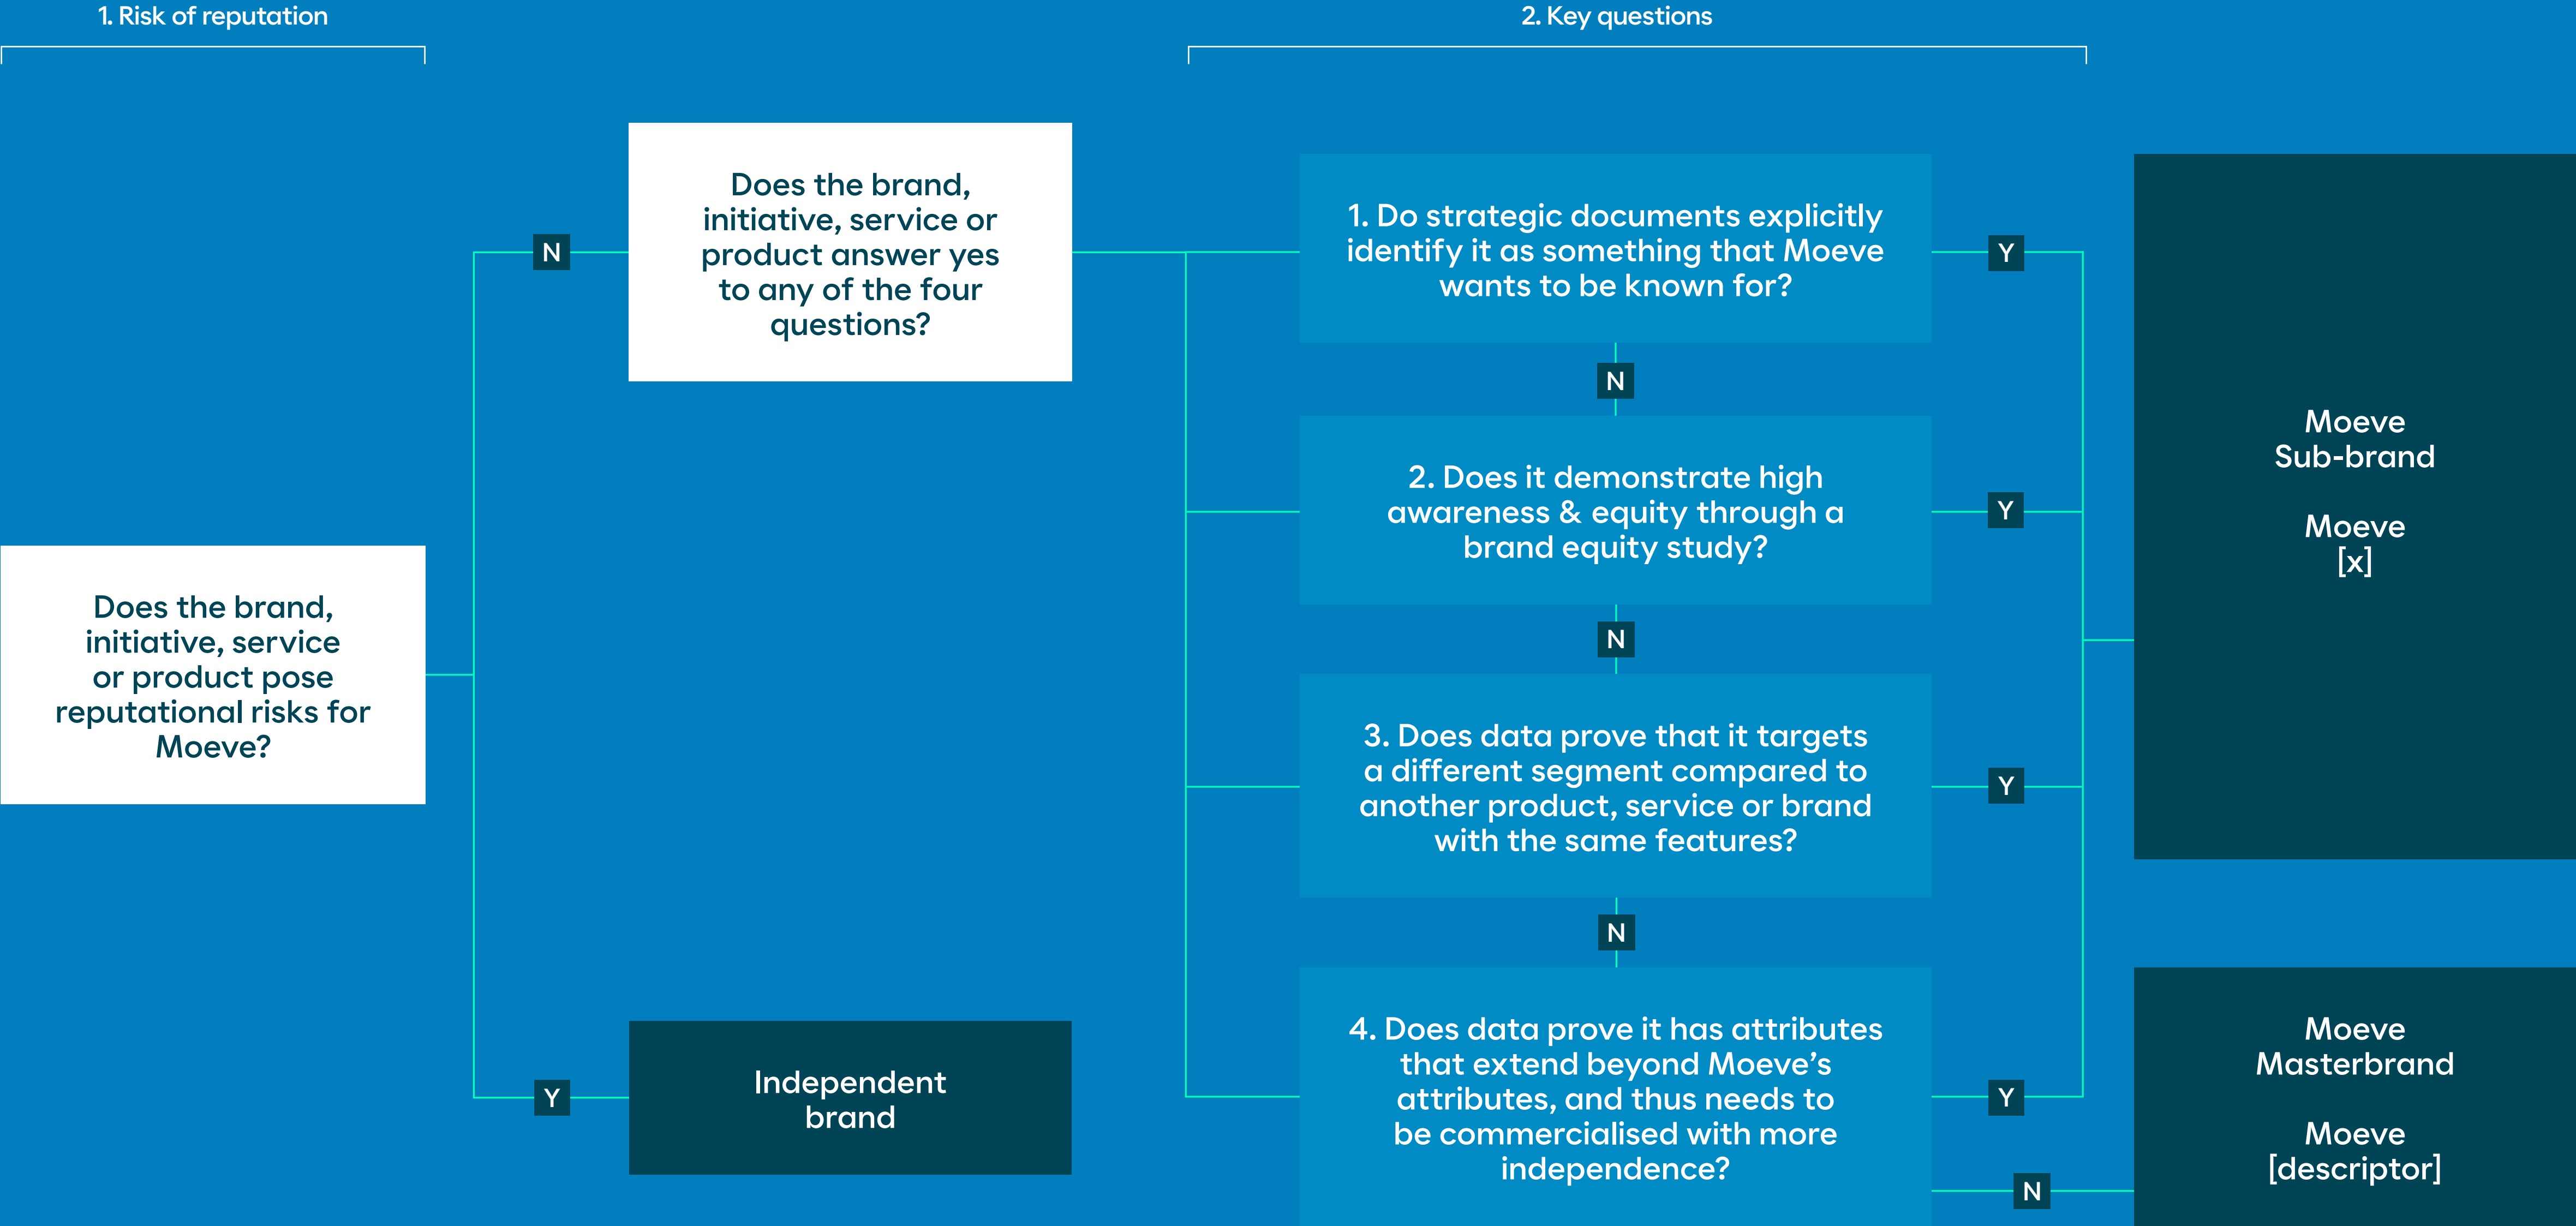 1. Risk of reputation
2. Key questions
Does the brand,
initiative, service
or product pose
reputational risks for
Moeve?
N
Does the brand,
initiative, service or
product answer yes
to any of the four
questions?
Y
Independent
brand
1. Do strategic documents explicitly
identify it as something that Moeve
wants to be known for?
Y
N
2. Does it demonstrate high
awareness & equity through a
brand equity study?
Y
N
3. Does data prove that it targets
a different segment compared to
another product, service or brand
with the same features?
Y
N
4. Does data prove it has attributes
that extend beyond Moeve’s
attributes, and thus needs to
be commercialised with more
independence?
Y
N
Moeve
Sub-brand
Moeve
[x]
Moeve
Masterbrand
Moeve
[descriptor]